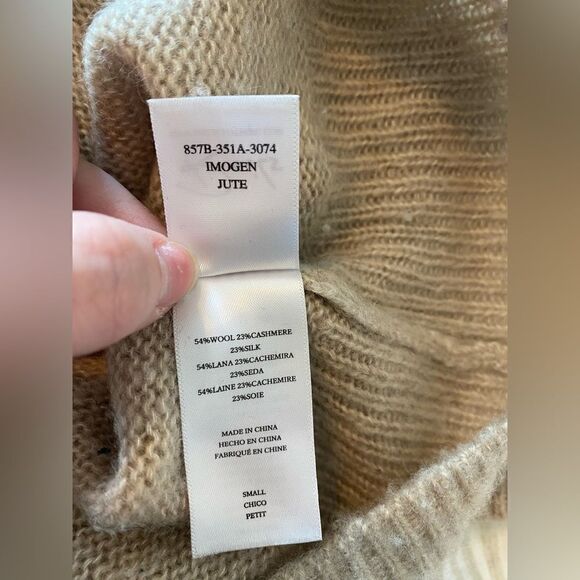 857B-351A-3074
IMOGEN
JUTE
54%WOOL 23%CASHMERE
23%SILK
54%LANA 23%CACHEMIRA
23%SEDA
54%LAINE 23%CACHEMIRE
23%SOIE
MADE IN CHINA
HECHO EN CHINA
FABRIQUÉ EN CHINE
SMALL
CHICO
PETIT